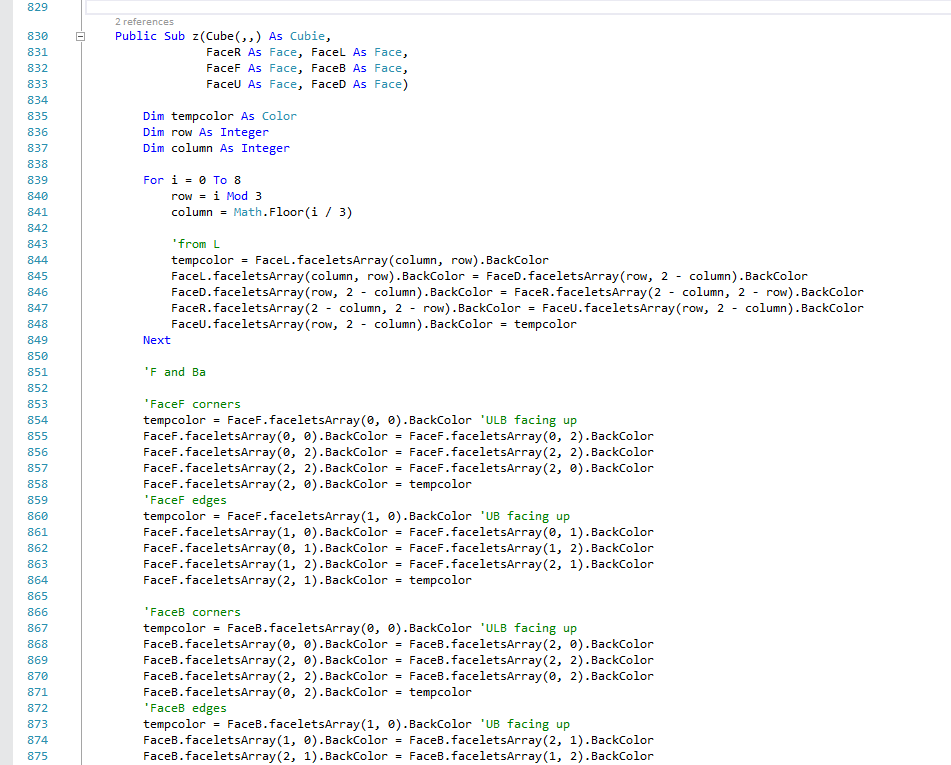 829
2 references
830 Public Sub z(Cube(,,) As Cubie,
831 FaceR As Face, FaceL As Face,
832 FaceF As Face, FaceB As Face,
833 FaceU As Face, FaceD As Face)
834
835 Dim tempcolor As Color
836 Dim row As Integer
837 Dim column As Integer
838
839 For i = 0 To 8
840 row = i Mod 3
841 column = Math.Floor(i / 3)
842
843 'from L
844 tempcolor = FaceL.faceletsArray(column, row).BackColor
845 FaceL.faceletsArray(column, row).BackColor = FaceD.faceletsArray(row, 2 - column).BackColor
846 FaceD.faceletsArray(row, 2 - column).BackColor = FaceR.faceletsArray(2 - column, 2 - row).BackColor
847 FaceR.faceletsArray(2 - column, 2 - row).BackColor = FaceU.faceletsArray(row, 2 - column).BackColor
848 FaceU.faceletsArray(row, 2 - column).BackColor = tempcolor
849 Next
850
851 'F and Ba
852
853 'FaceF corners
854 tempcolor = FaceF.faceletsArray(0, 0).BackColor 'ULB facing up
855 FaceF.faceletsArray(0, 0).BackColor = FaceF.faceletsArray(0, 2).BackColor
856 FaceF.faceletsArray(0, 2).BackColor = FaceF.faceletsArray(2, 2).BackColor
857 FaceF.faceletsArray(2, 2).BackColor = FaceF.faceletsArray(2, 0).BackColor
858 FaceF.faceletsArray(2, 0).BackColor = tempcolor
859 'FaceF edges
860 tempcolor = FaceF.faceletsArray(1, 0).BackColor 'UB facing up
861 FaceF.faceletsArray(1, 0).BackColor = FaceF.faceletsArray(0, 1).BackColor
862 FaceF.faceletsArray(0, 1).BackColor = FaceF.faceletsArray(1, 2).BackColor
863 FaceF.faceletsArray(1, 2).BackColor = FaceF.faceletsArray(2, 1).BackColor
864 FaceF.faceletsArray(2, 1).BackColor = tempcolor
865
866 'FaceB corners
867 tempcolor = FaceB.faceletsArray(0, 0).BackColor 'ULB facing up
868 FaceB.faceletsArray(0, 0).BackColor = FaceB.faceletsArray(2, 0).BackColor
869 FaceB.faceletsArray(2, 0).BackColor = FaceB.faceletsArray(2, 2).BackColor
870 FaceB.faceletsArray(2, 2).BackColor = FaceB.faceletsArray(0, 2).BackColor
871 FaceB.faceletsArray(0, 2).BackColor = tempcolor
872 'FaceB edges
873 tempcolor = FaceB.faceletsArray(1, 0).BackColor 'UB facing up
874 FaceB.faceletsArray(1, 0).BackColor = FaceB.faceletsArray(2, 1).BackColor
875 FaceB.faceletsArray(2, 1).BackColor = FaceB.faceletsArray(1, 2).BackColor